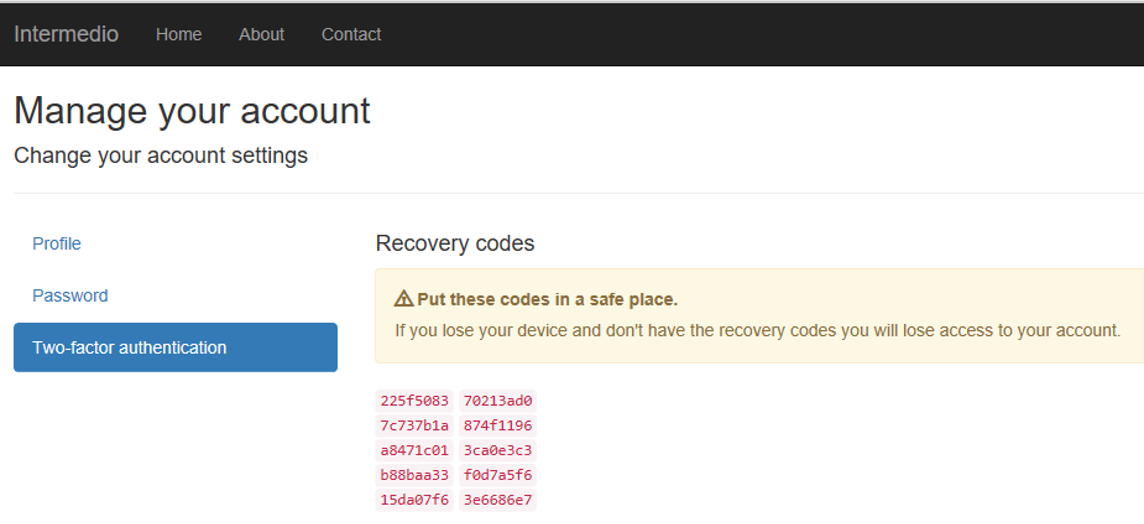 Intermedio Home About Contact
Manage your account
Change your account settings
Profile
Password
Two-factor authentication
Recovery codes
Put these codes in a safe place.
If you lose your device and don't have the recovery codes you will lose access to your account.
225f5083 70213ad0
7c737b1a 874f1196
a8471c01 3ca0e3c3
b88baa33 f0d7a5f6
15da07f6 3e6686e7